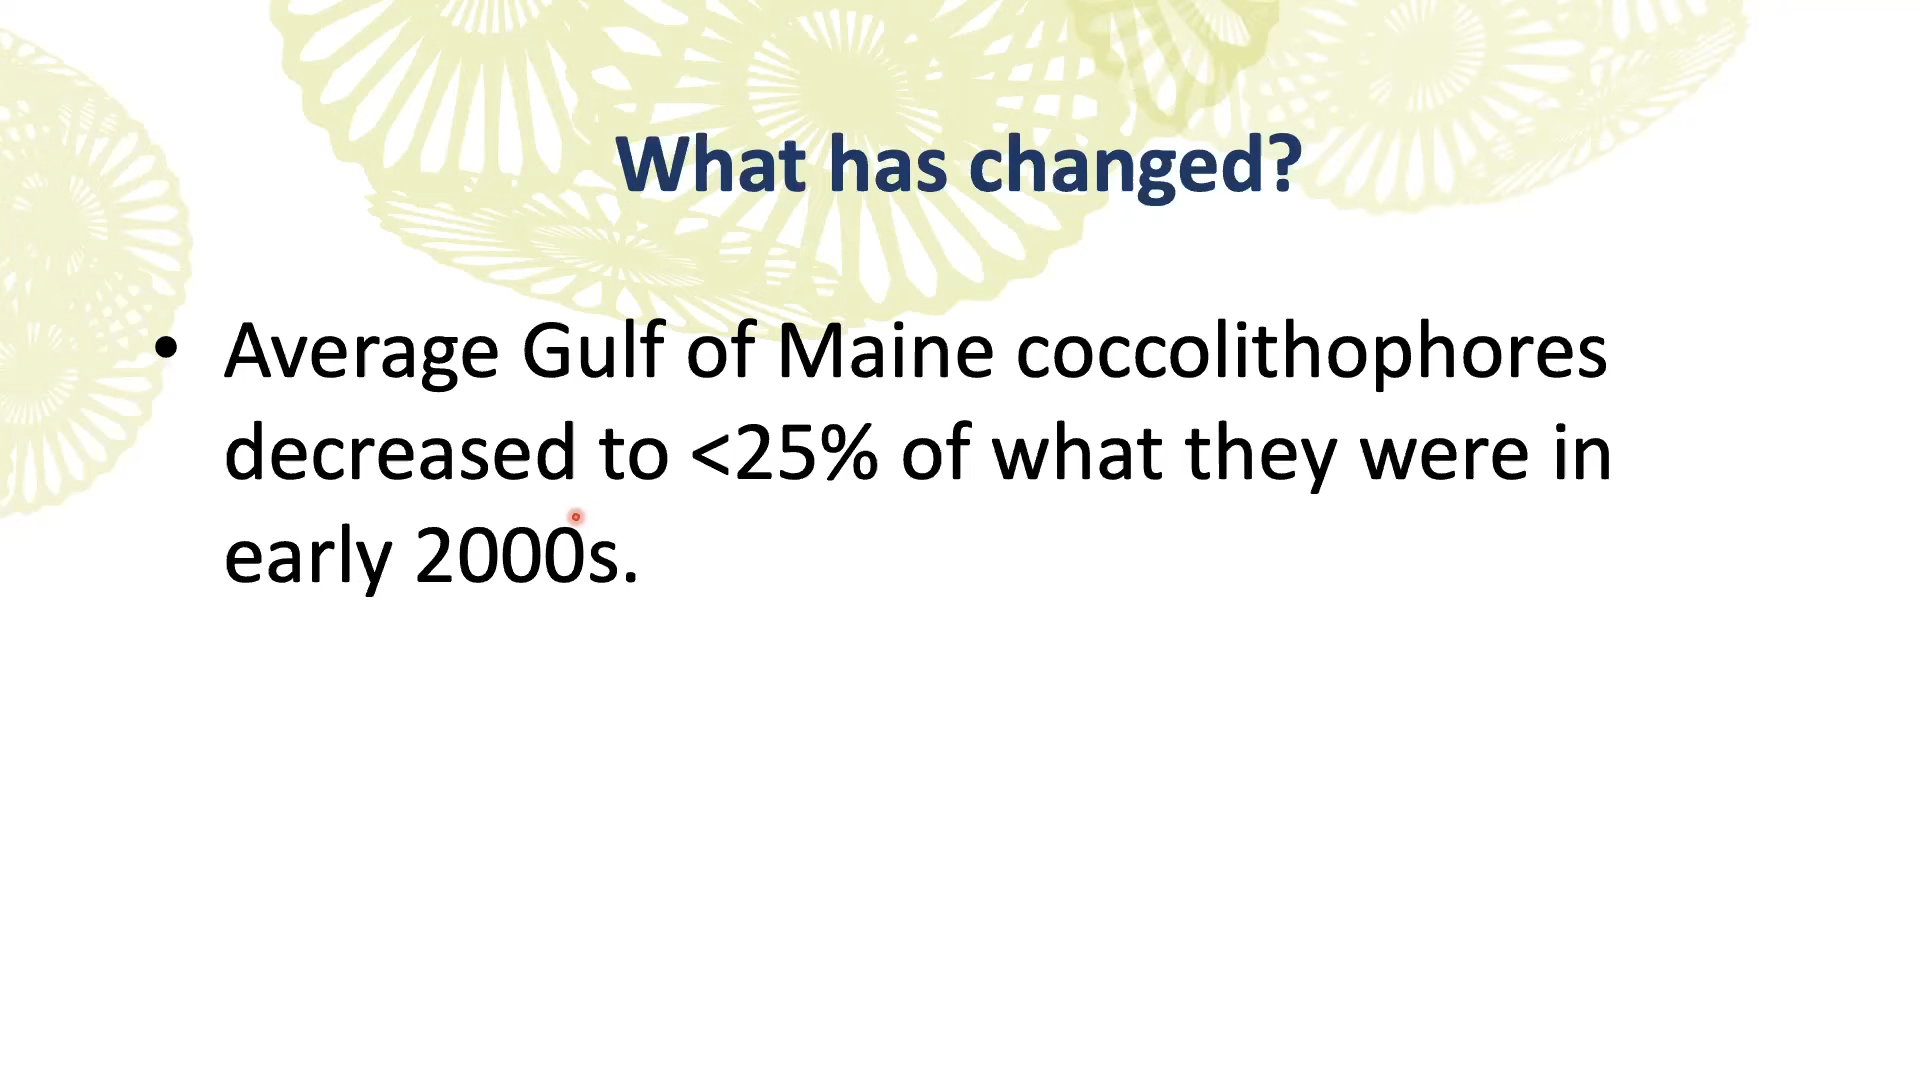 What has changed?
• Average Gulf of Maine coccolithophores
decreased to <25% of what they were in
early 2000s.